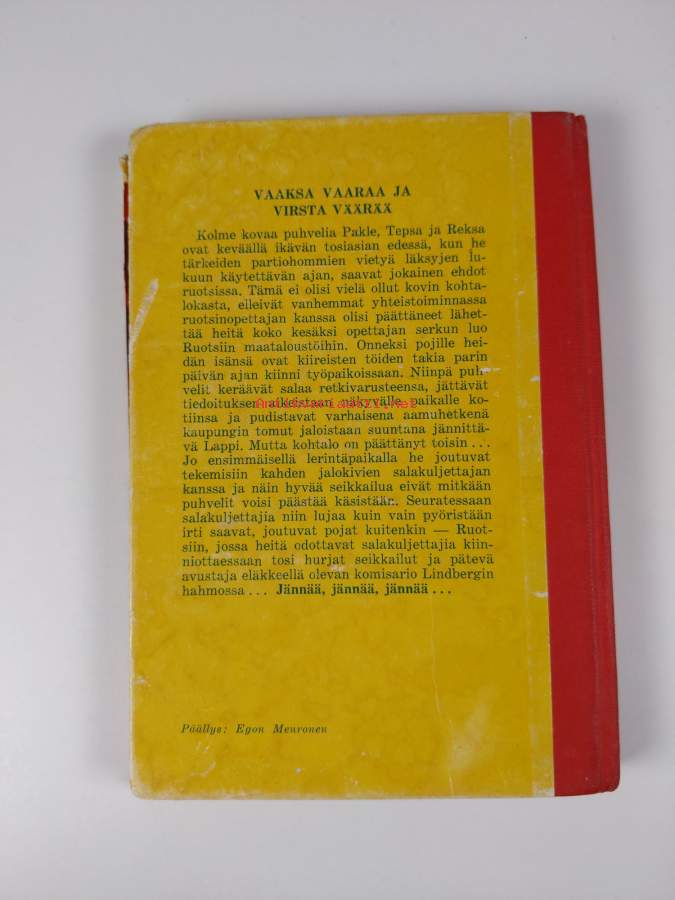 VAAKSA VAARAA JA
VIRSTA VÄÄRÄÄ
Kolme kovaa puhvelia Pakle, Tepsa ja Reksa
ovat keväällä ikävän tosiasian edessä, kun he
tärkeiden partiohommien vietyä läksyjen lu-
kuun käytettävän ajan, saavat jokainen ehdot
ruotsissa. Tämä ei olisi vielä ollut kovin kohta-
lokasta, elleivät vanhemmat yhteistoiminnassa
ruotsinopettajan kanssa olisi päättäneet lähet-
tää heitä koko kesäksi opettajan serkun luo
Ruotsiin maataloustöihin. Onneksi pojille hei-
dän isänsä ovat kiireisten töiden takia parin
päivän ajan kiinni työpaikoissaan. Niinpä puh-
velit keräävät salaa retkivarusteensa, jättävät
tiedoituksen aikeistaan näkyvälle paikalle ko-
tiinsa ja pudistavat varhaisena aamuhetkenä
kaupungin tomut jaloistaan suuntana jännittä-
vä Lappi. Mutta kohtalo on päättänyt toisin ...
Jo ensimmäisellä lerintäpaikalla he joutuvat
tekemisiin kahden jalokivien salakuljettajan
kanssa ja näin hyvää seikkailua eivät mitkään
puhvelit voisi päästää käsistään. Seuratessaan
salakuljettajia niin lujaa kuin vain pyöristään
irti saavat, joutuvat pojat kuitenkin — Ruot-
siin, jossa heitä odottavat salakuljettajia kiin-
niottaessaan tosi hurjat seikkailut ja pätevä
avustaja eläkkeellä olevan komisario Lindbergin
hahmossa ... Jännää, jännää, jännää ...
Päällys: Egon Meuronen